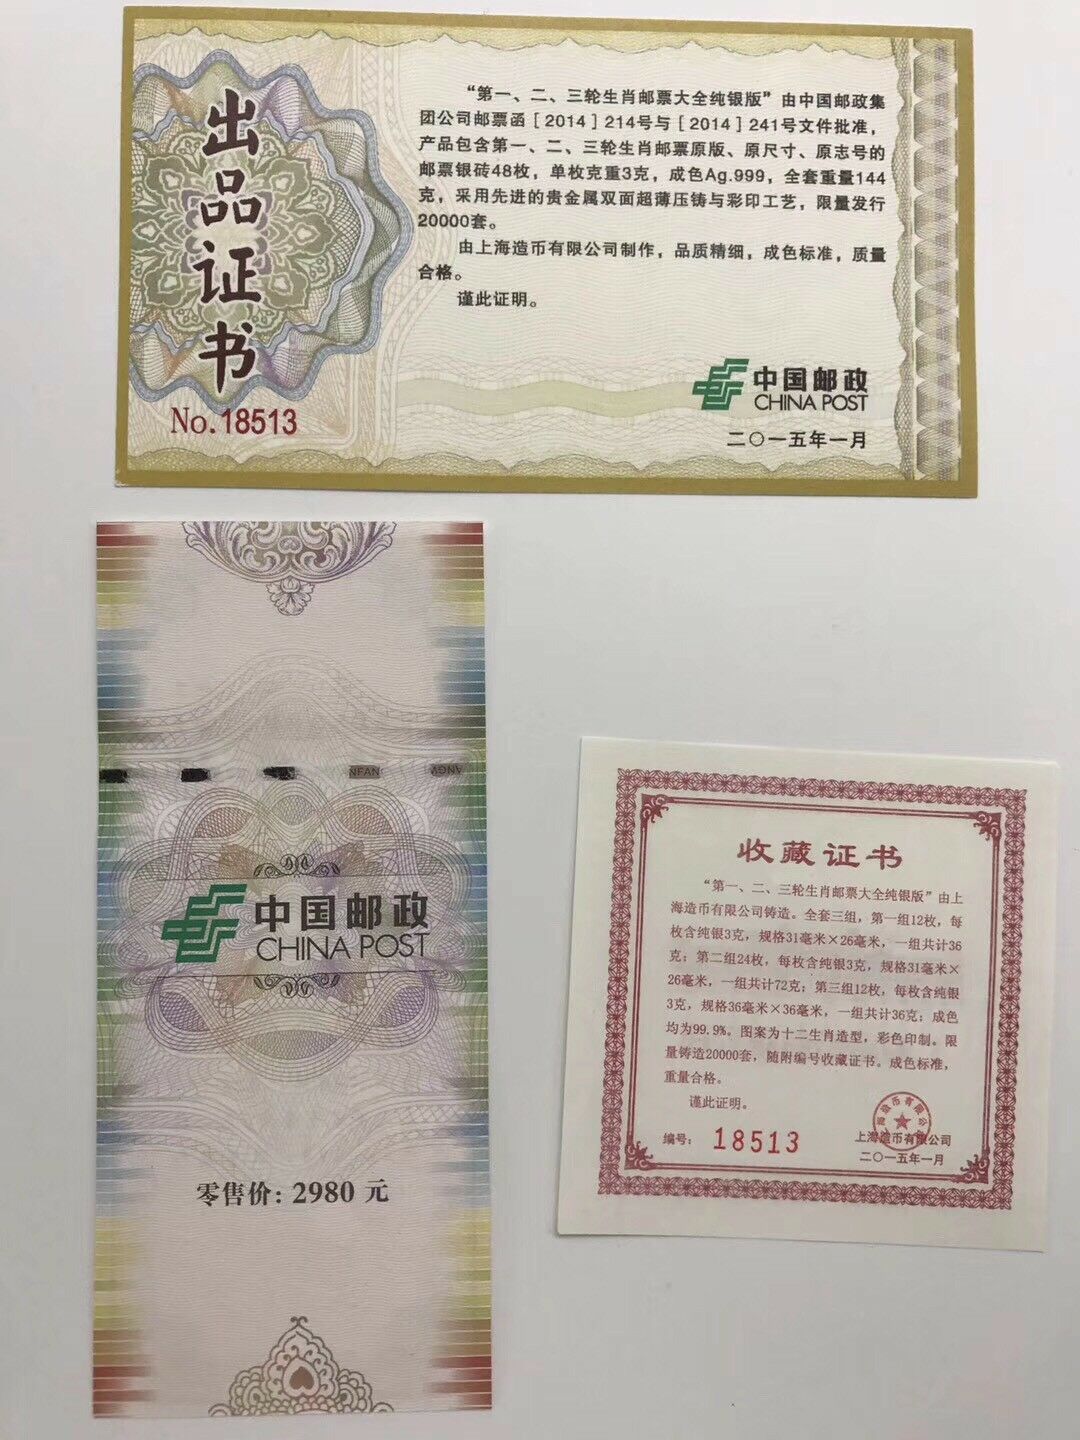 出品证书
No.18513
“第一、二、三轮生肖邮票大全纯银版”由中国邮政集
团公司邮票函[2014]214号与[2014]241号文件批准，
产品包含第一、二、三轮生肖邮票原版、原尺寸、原志号的
邮票银砖48枚，单枚克重3克，成色Ag.999，全套重量144
克，采用先进的贵金属双面超薄压铸与彩印工艺，限量发行
20000套。
由上海造币有限公司制作，品质精细，成色标准，质量
合格。
谨此证明。
中国邮政
CHINA POST
二〇一五年一月
NFAN
中国邮政
CHINA POST
零售价：2980 元
收藏证书
“第一、二、三轮生肖邮票大全纯银版”由上
海造币有限公司铸造。全套三组，第一组12枚，每
枚含纯银3克，规格31毫米×26毫米，一组共计36
克；第二组24枚，每枚含纯银3克，规格31毫米×
26毫米，一组共计72克；第三组12枚，每枚含纯银
3克，规格36毫米×36毫米，一组共计36克；成色
均为99.9%。图案为十二生肖造型，彩色印制。限
量铸造20000套，随附编号收藏证书。成色标准，
重量合格。
谨此证明。
编号： 18513
上海造币有限公司
二〇一五年一月